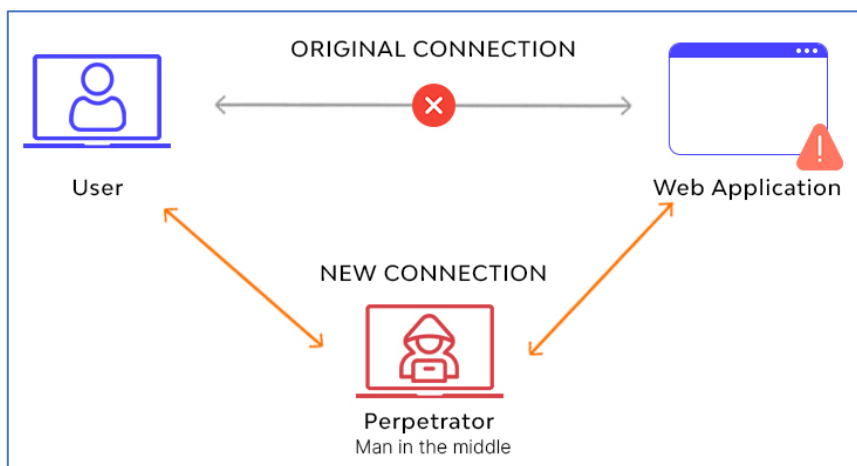 ORIGINAL CONNECTION
User
Web Application
NEW CONNECTION
Perpetrator
Man in the middle